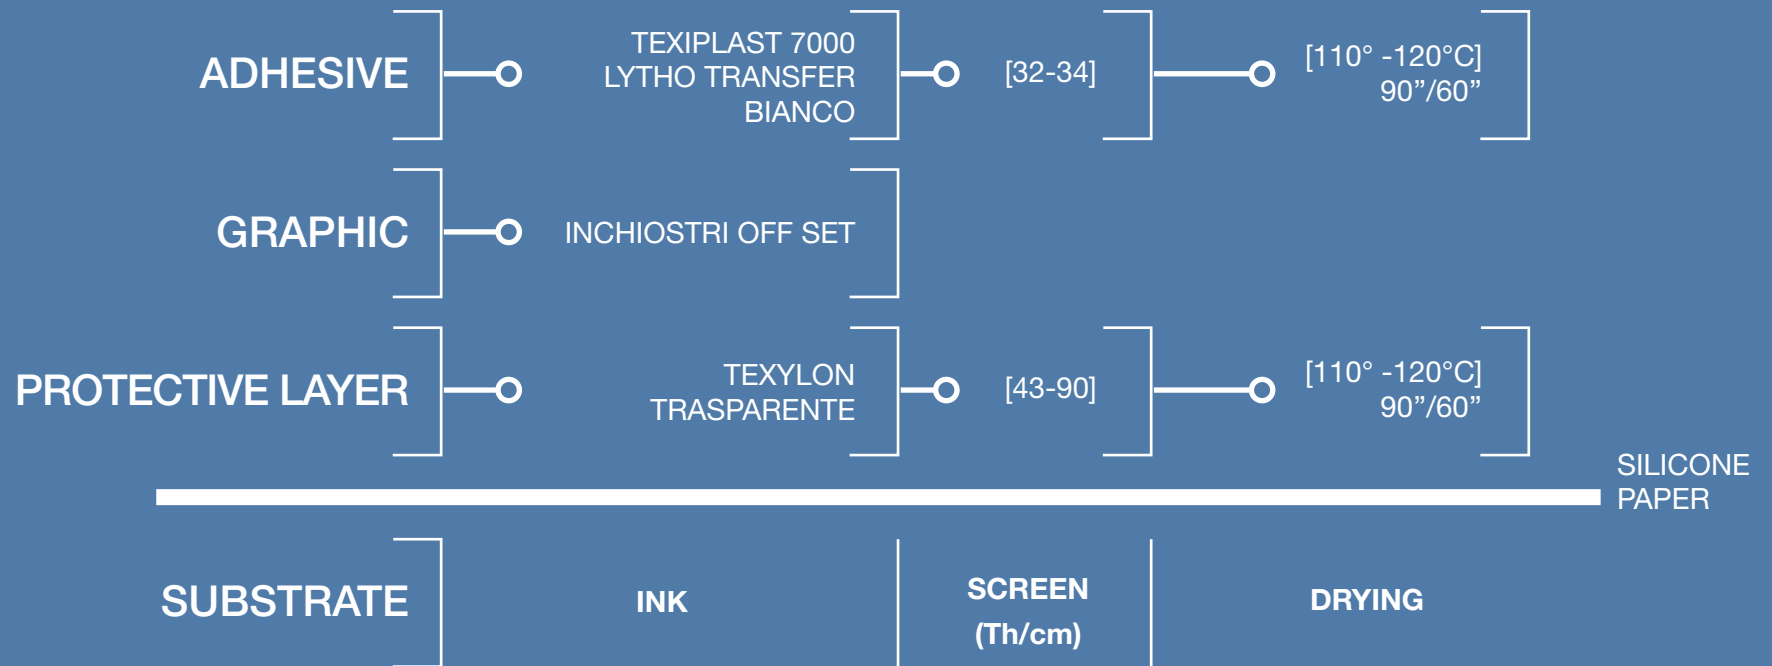 ADHESIVE
TEXIPLAST 7000
LYTHO TRANSFER
BIANCO
[32-34]
[110° -120°C]
90”/60”
GRAPHIC
INCHIOSTRI OFF SET
PROTECTIVE LAYER
TEXYLON
TRASPARENTE
[43-90]
[110° -120°C]
90”/60”
SILICONE
PAPER
SUBSTRATE
INK
SCREEN
(Th/cm)
DRYING